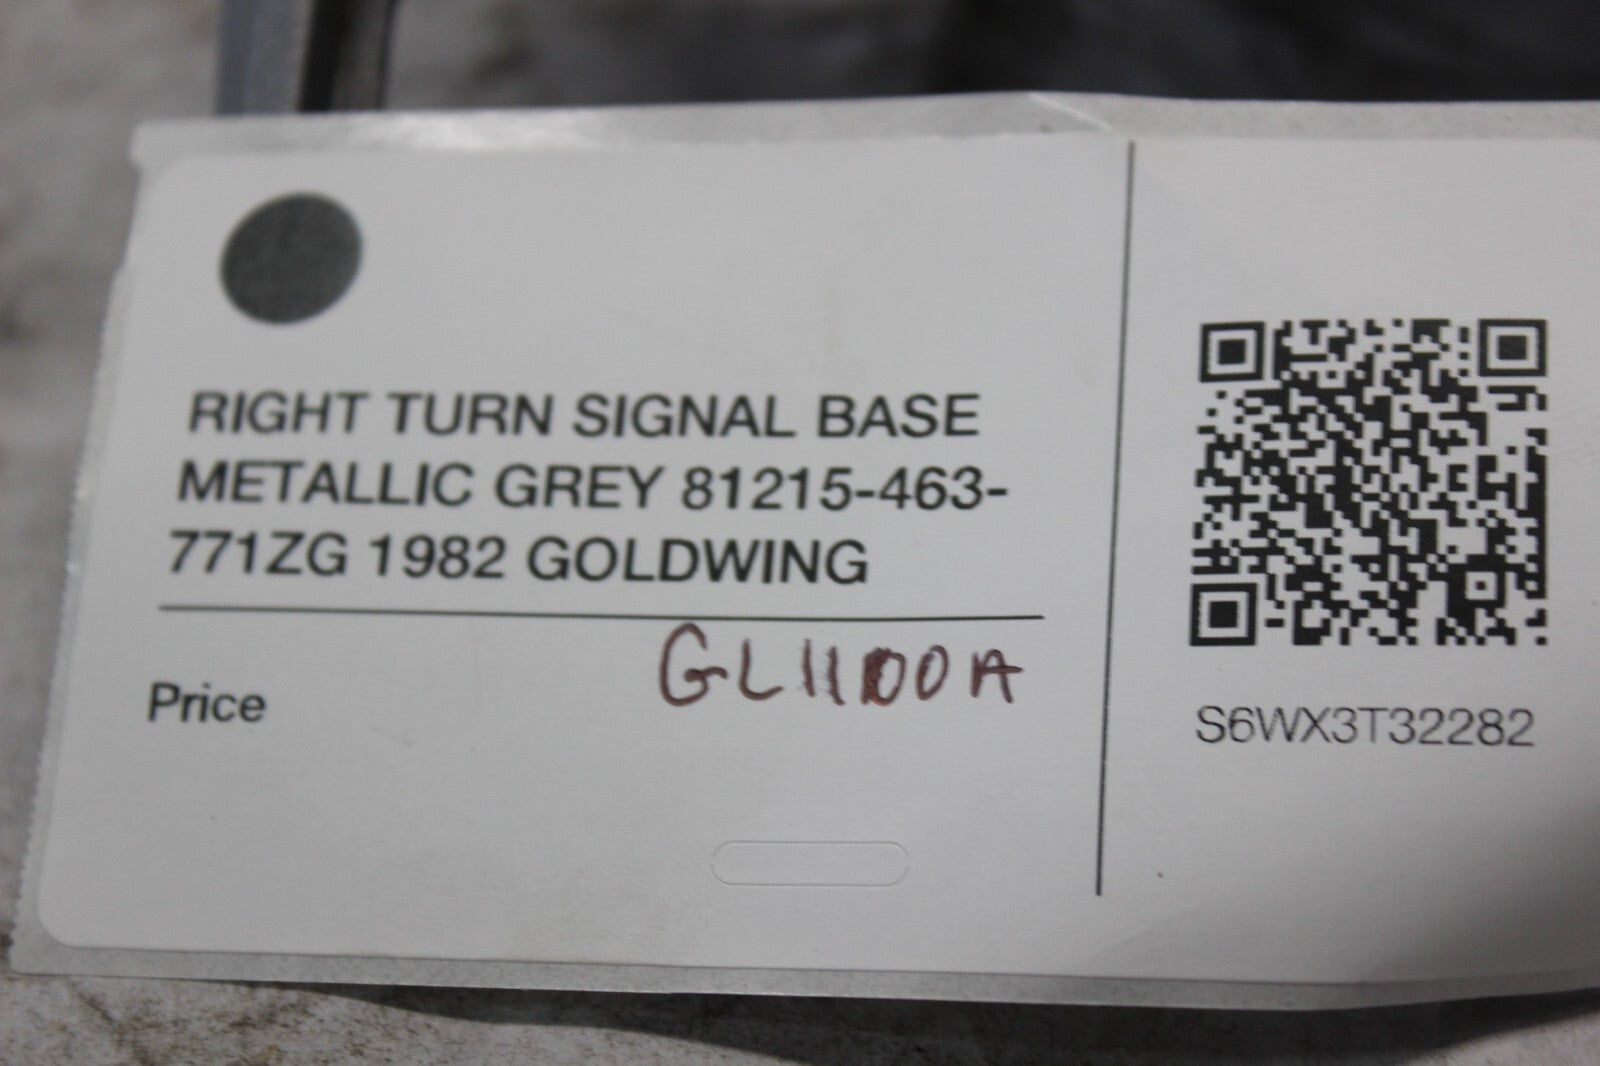 RIGHT TURN SIGNAL BASE
METALLIC GREY 81215-463-
771ZG 1982 GOLDWING
GL1100A
Price
S6WX3T32282